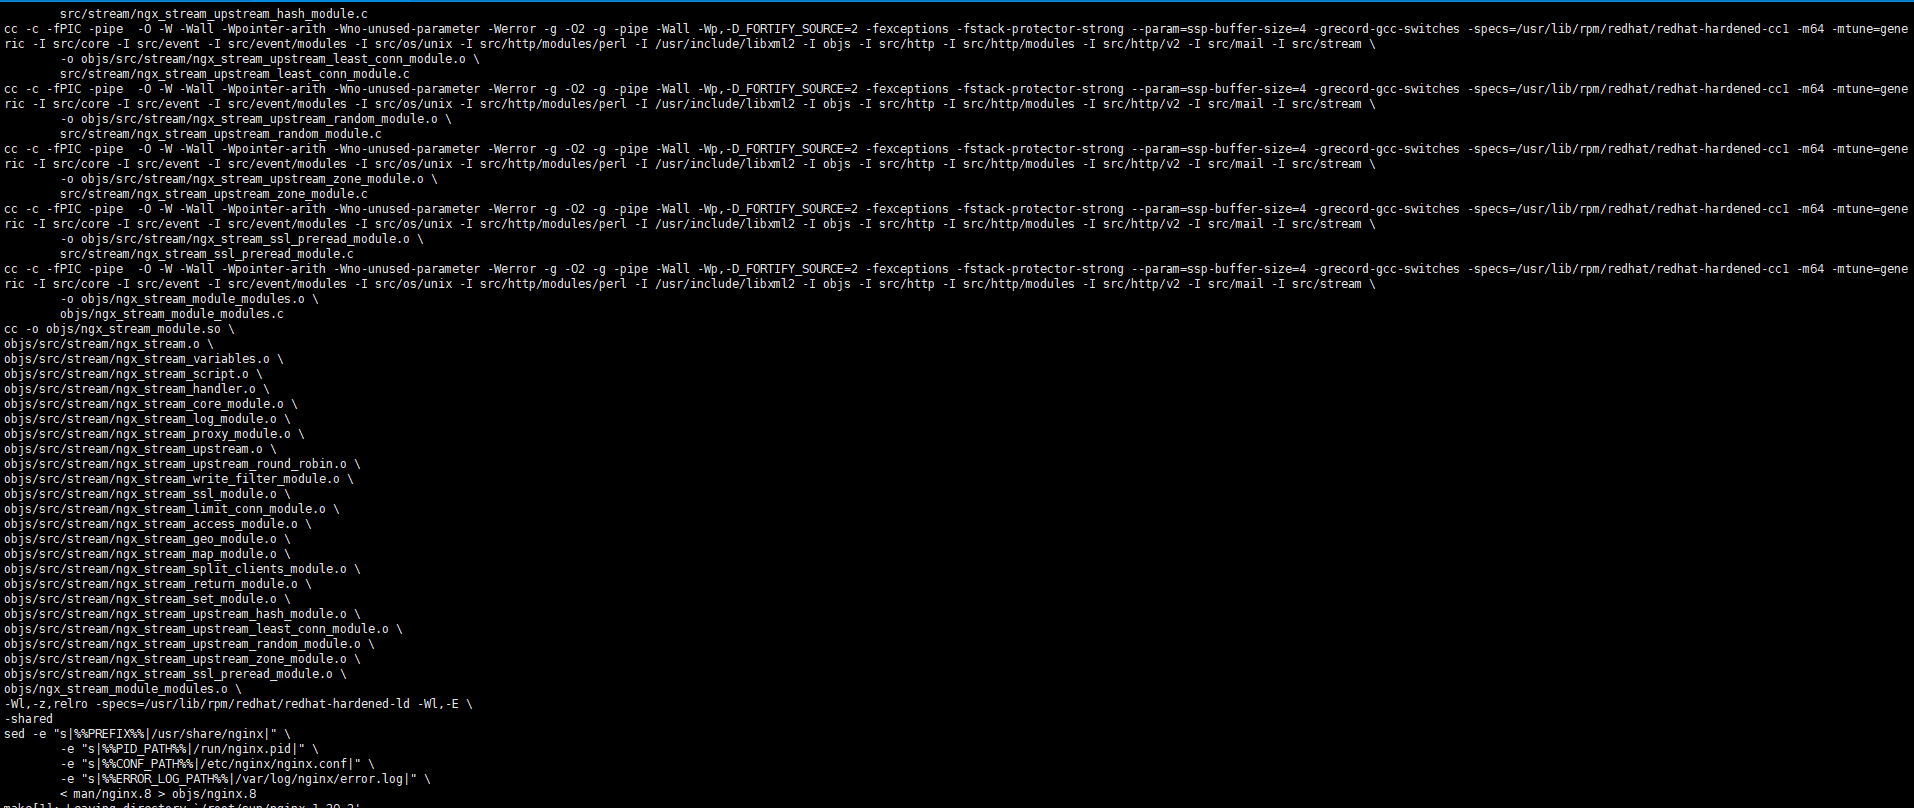 src/stream/ngx_stream_upstream_hash_module.c
cc -c -fPIC -pipe  -O -W -Wall -Wpointer-arith -Wno-unused-parameter -Werror -g -O2 -g -pipe -Wall -Wp,-D_FORTIFY_SOURCE=2 -fexceptions -fstack-protector-strong --param=ssp-buffer-size=4 -grecord-gcc-switches -specs=/usr/lib/rpm/redhat/redhat-hardened-cc1 -m64 -mtune=gene
ric -I src/core -I src/event -I src/event/modules -I src/os/unix -I src/http/modules/perl -I /usr/include/libxml2 -I objs -I src/http -I src/http/modules -I src/http/v2 -I src/mail -I src/stream \
-o objs/src/stream/ngx_stream_upstream_least_conn_module.o \
src/stream/ngx_stream_upstream_least_conn_module.c
cc -c -fPIC -pipe  -O -W -Wall -Wpointer-arith -Wno-unused-parameter -Werror -g -O2 -g -pipe -Wall -Wp,-D_FORTIFY_SOURCE=2 -fexceptions -fstack-protector-strong --param=ssp-buffer-size=4 -grecord-gcc-switches -specs=/usr/lib/rpm/redhat/redhat-hardened-cc1 -m64 -mtune=gene
ric -I src/core -I src/event -I src/event/modules -I src/os/unix -I src/http/modules/perl -I /usr/include/libxml2 -I objs -I src/http -I src/http/modules -I src/http/v2 -I src/mail -I src/stream \
-o objs/src/stream/ngx_stream_upstream_random_module.o \
src/stream/ngx_stream_upstream_random_module.c
cc -c -fPIC -pipe  -O -W -Wall -Wpointer-arith -Wno-unused-parameter -Werror -g -O2 -g -pipe -Wall -Wp,-D_FORTIFY_SOURCE=2 -fexceptions -fstack-protector-strong --param=ssp-buffer-size=4 -grecord-gcc-switches -specs=/usr/lib/rpm/redhat/redhat-hardened-cc1 -m64 -mtune=gene
ric -I src/core -I src/event -I src/event/modules -I src/os/unix -I src/http/modules/perl -I /usr/include/libxml2 -I objs -I src/http -I src/http/modules -I src/http/v2 -I src/mail -I src/stream \
-o objs/src/stream/ngx_stream_upstream_zone_module.o \
src/stream/ngx_stream_upstream_zone_module.c
cc -c -fPIC -pipe  -O -W -Wall -Wpointer-arith -Wno-unused-parameter -Werror -g -O2 -g -pipe -Wall -Wp,-D_FORTIFY_SOURCE=2 -fexceptions -fstack-protector-strong --param=ssp-buffer-size=4 -grecord-gcc-switches -specs=/usr/lib/rpm/redhat/redhat-hardened-cc1 -m64 -mtune=gene
ric -I src/core -I src/event -I src/event/modules -I src/os/unix -I src/http/modules/perl -I /usr/include/libxml2 -I objs -I src/http -I src/http/modules -I src/http/v2 -I src/mail -I src/stream \
-o objs/src/stream/ngx_stream_ssl_preread_module.o \
src/stream/ngx_stream_ssl_preread_module.c
cc -c -fPIC -pipe  -O -W -Wall -Wpointer-arith -Wno-unused-parameter -Werror -g -O2 -g -pipe -Wall -Wp,-D_FORTIFY_SOURCE=2 -fexceptions -fstack-protector-strong --param=ssp-buffer-size=4 -grecord-gcc-switches -specs=/usr/lib/rpm/redhat/redhat-hardened-cc1 -m64 -mtune=gene
ric -I src/core -I src/event -I src/event/modules -I src/os/unix -I src/http/modules/perl -I /usr/include/libxml2 -I objs -I src/http -I src/http/modules -I src/http/v2 -I src/mail -I src/stream \
-o objs/ngx_stream_module_modules.o \
objs/ngx_stream_module_modules.c
cc -o objs/ngx_stream_module.so \
objs/src/stream/ngx_stream.o \
objs/src/stream/ngx_stream_variables.o \
objs/src/stream/ngx_stream_script.o \
objs/src/stream/ngx_stream_handler.o \
objs/src/stream/ngx_stream_core_module.o \
objs/src/stream/ngx_stream_log_module.o \
objs/src/stream/ngx_stream_proxy_module.o \
objs/src/stream/ngx_stream_upstream.o \
objs/src/stream/ngx_stream_upstream_round_robin.o \
objs/src/stream/ngx_stream_write_filter_module.o \
objs/src/stream/ngx_stream_ssl_module.o \
objs/src/stream/ngx_stream_limit_conn_module.o \
objs/src/stream/ngx_stream_access_module.o \
objs/src/stream/ngx_stream_geo_module.o \
objs/src/stream/ngx_stream_map_module.o \
objs/src/stream/ngx_stream_split_clients_module.o \
objs/src/stream/ngx_stream_return_module.o \
objs/src/stream/ngx_stream_set_module.o \
objs/src/stream/ngx_stream_upstream_hash_module.o \
objs/src/stream/ngx_stream_upstream_least_conn_module.o \
objs/src/stream/ngx_stream_upstream_random_module.o \
objs/src/stream/ngx_stream_upstream_zone_module.o \
objs/src/stream/ngx_stream_ssl_preread_module.o \
objs/ngx_stream_module_modules.o \
-Wl,-z,relro -specs=/usr/lib/rpm/redhat/redhat-hardened-ld -Wl,-E \
-shared
sed -e "s|%%PREFIX%%|/usr/share/nginx|" \
-e "s|%%PID_PATH%%|/run/nginx.pid|" \
-e "s|%%CONF_PATH%%|/etc/nginx/nginx.conf|" \
-e "s|%%ERROR_LOG_PATH%%|/var/log/nginx/error.log|" \
< man/nginx.8 > objs/nginx.8
make[1]: Leaving directory